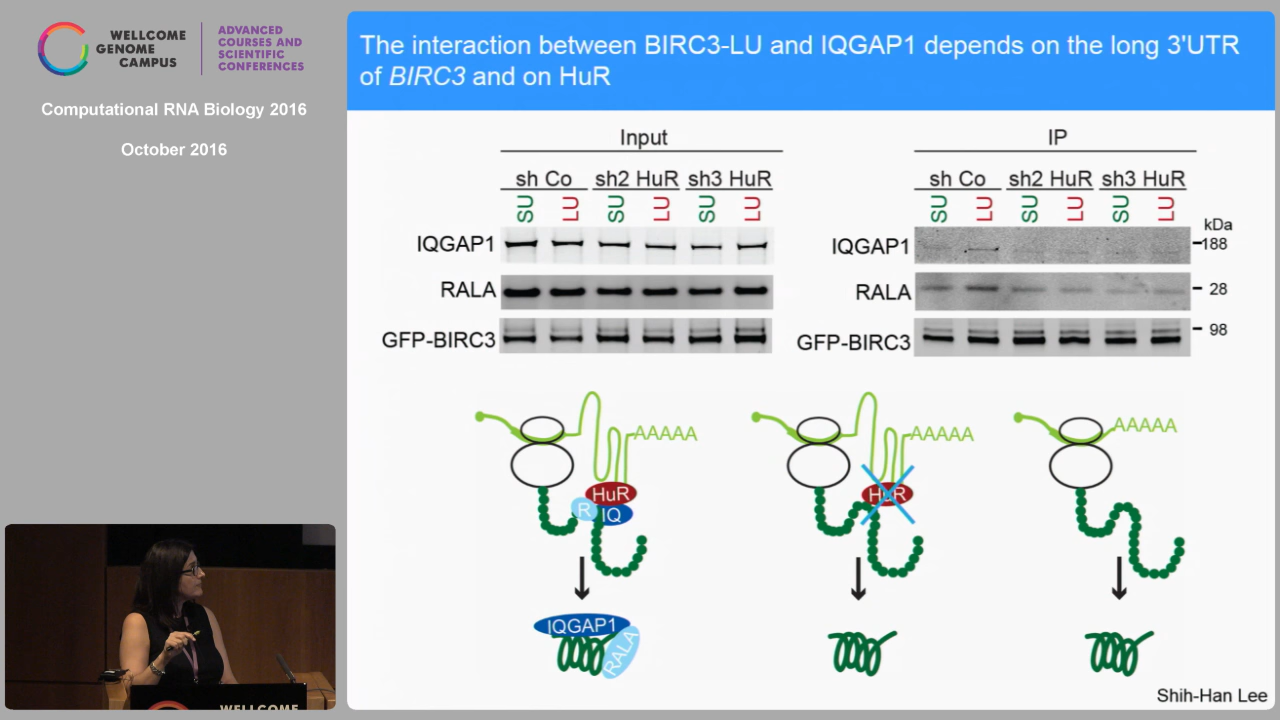 WELLCOME
GENOME
CAMPUS
ADVANCED
COURSES AND
SCIENTIFIC
CONFERENCES
Computational RNA Biology 2016
October 2016
The interaction between BIRC3-LU and IQGAP1 depends on the long 3'UTR
of BIRC3 and on HuR
Input
sh Co sh2 HuR sh3 HuR
SU LU SU LU SU LU
IQGAP1
RALA
GFP-BIRC3
IP
sh Co sh2 HuR sh3 HuR
SU LU SU LU SU LU
kDa
IQGAP1 188
RALA 28
GFP-BIRC3 98
AAAAA
HuR
R
IQ
IQGAP1
RALA
AAAAA
HuR
AAAAA
Shih-Han Lee
WELLCOME